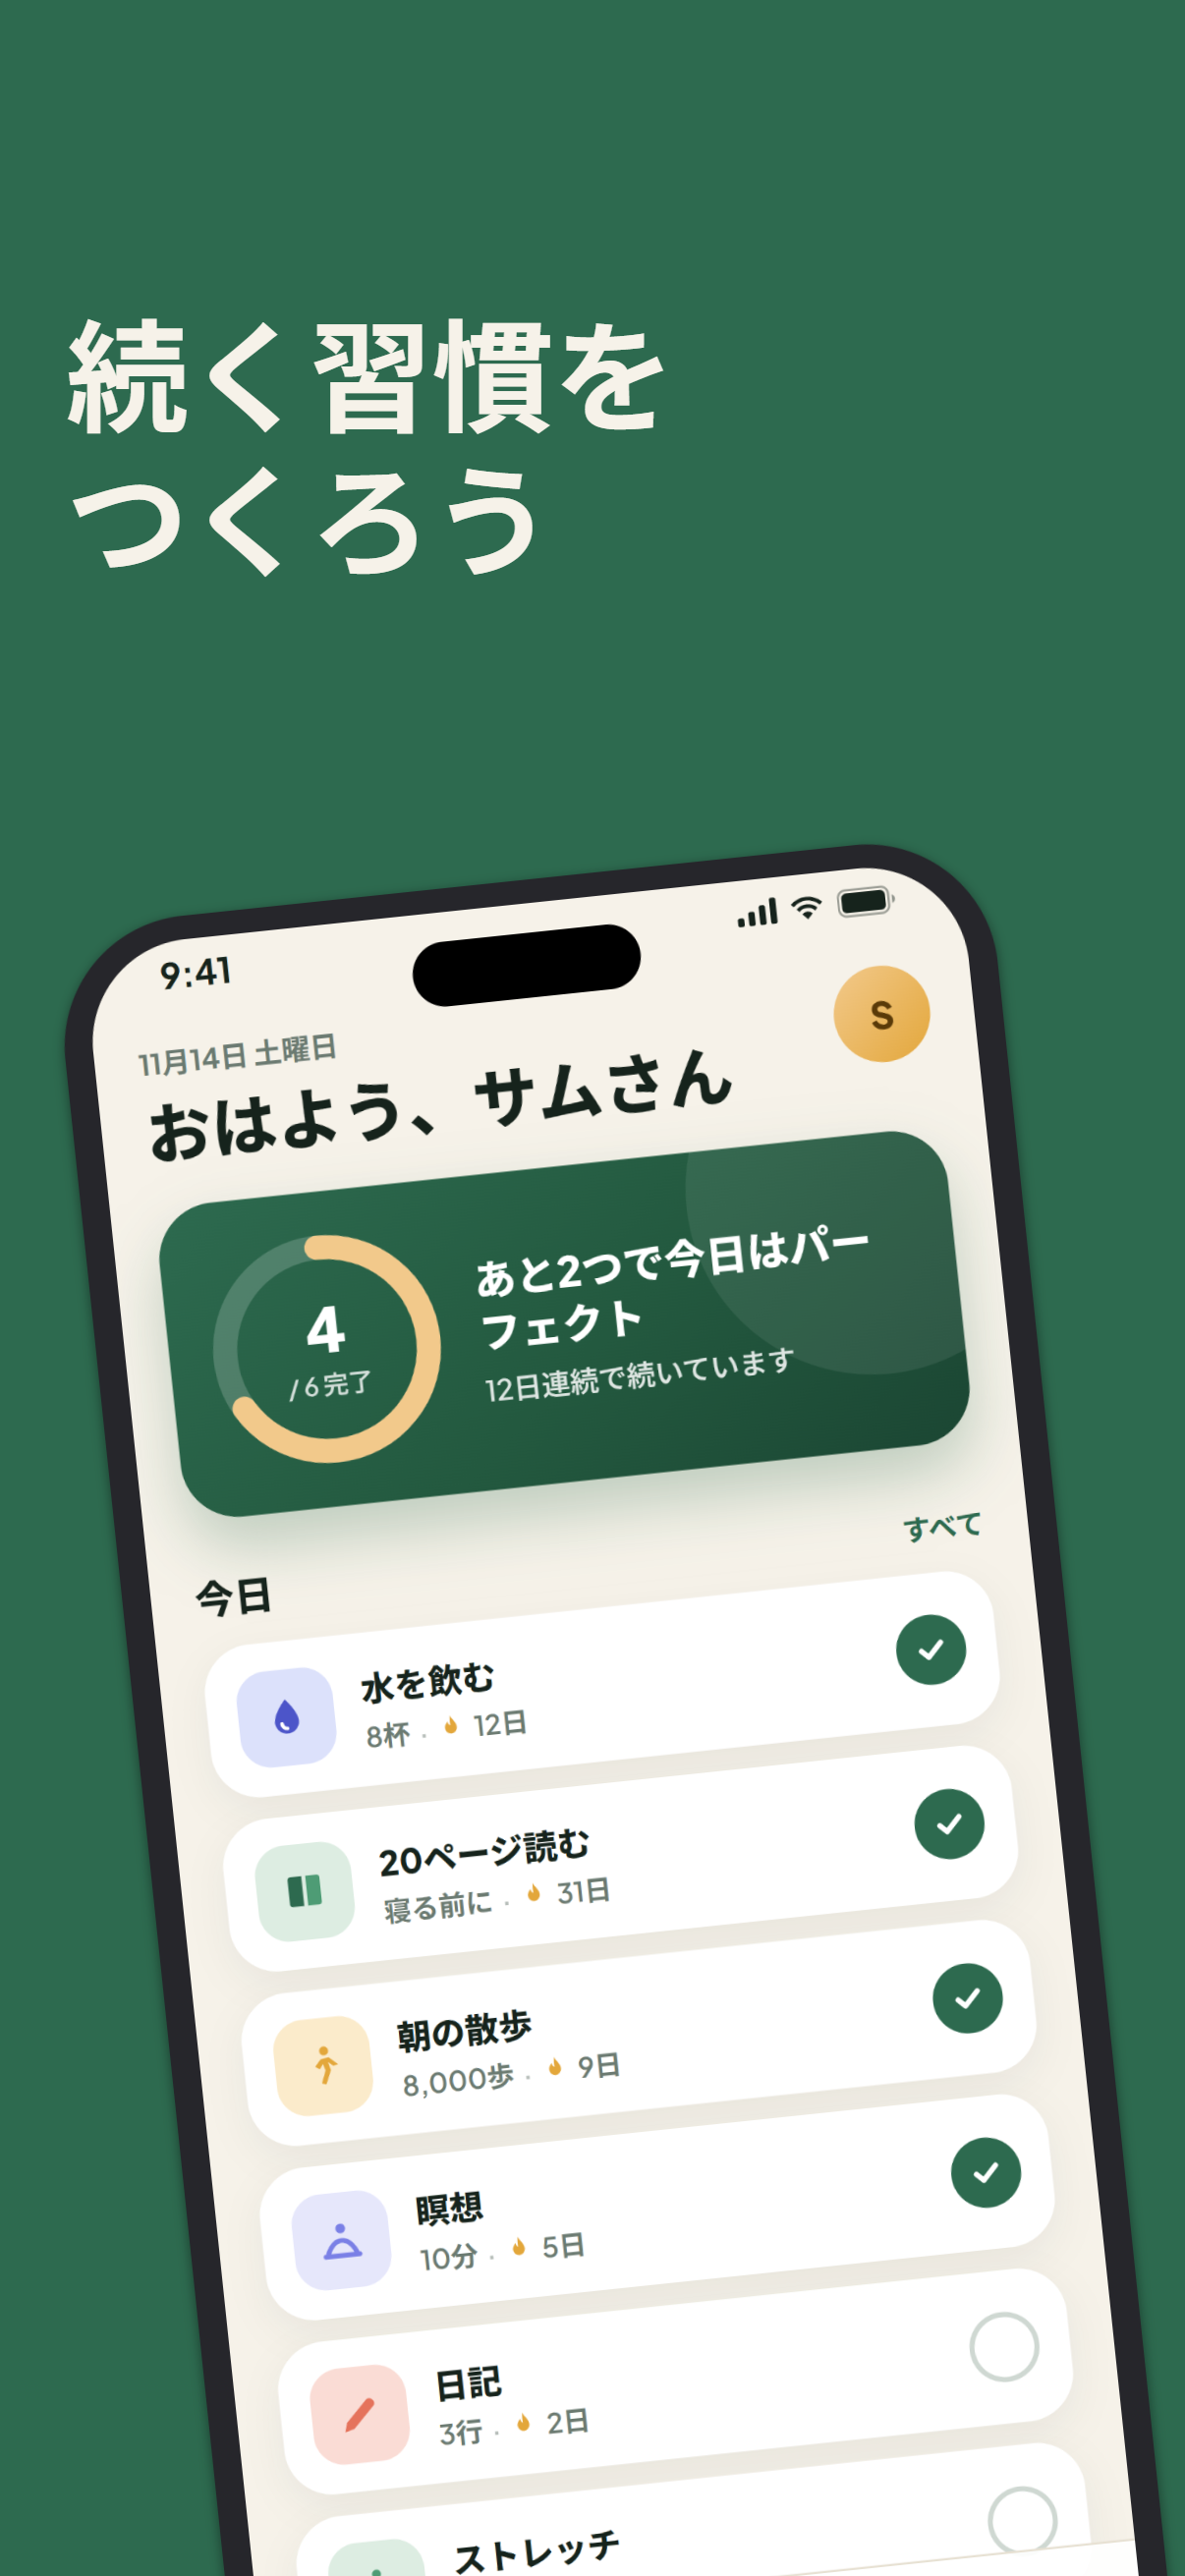 続く習慣を
つくろう
9:41
11月14日 土曜日
おはよう、サムさん
S
4
/ 6 完了
あと2つで今日はパー
フェクト
12日連続で続いています
すべて
今日
水を飲む
8杯 · 12日
20ページ読む
寝る前に · 31日
朝の散歩
8,000歩 · 9日
瞑想
10分 · 5日
日記
3行 · 2日
ストレッチ